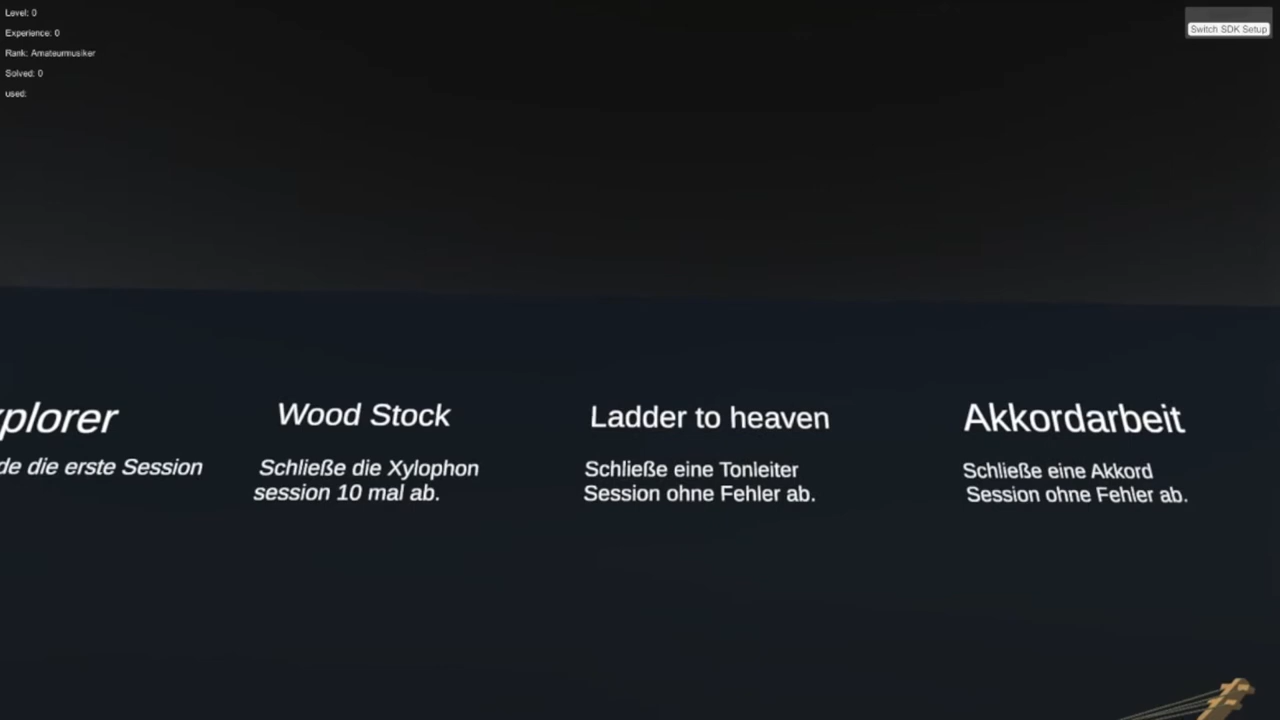 Level: 0
Experience: 0
Rank: Amateurmusiker
Solved: 0
used:
Switch SDK Setup
xplorer
de die erste Session
Wood Stock
Schließe die Xylophon
session 10 mal ab.
Ladder to heaven
Schließe eine Tonleiter
Session ohne Fehler ab.
Akkordarbeit
Schließe eine Akkord
Session ohne Fehler ab.